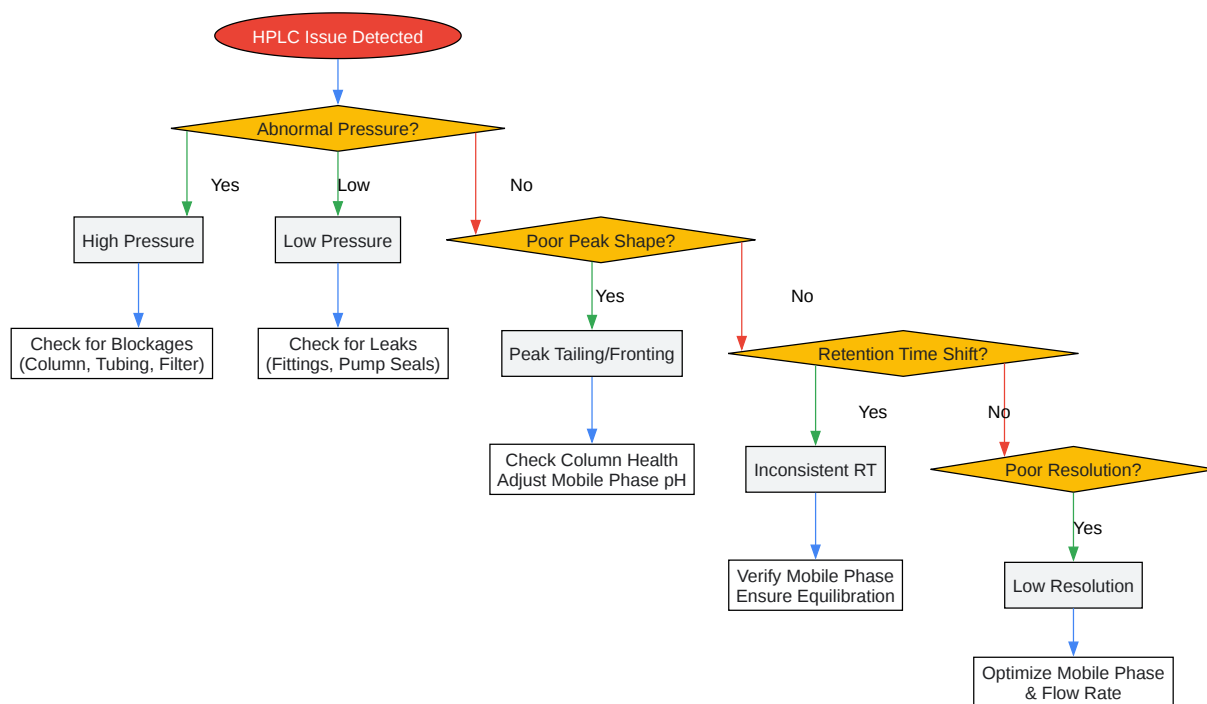 HPLC Issue Detected
Abnormal Pressure?
Yes
Low
No
High Pressure
Low Pressure
Poor Peak Shape?
Check for Blockages
(Column, Tubing, Filter)
Check for Leaks
(Fittings, Pump Seals)
Yes
No
Peak Tailing/Fronting
Retention Time Shift?
Yes
No
Check Column Health
Adjust Mobile Phase pH
Inconsistent RT
Poor Resolution?
Yes
Verify Mobile Phase
Ensure Equilibration
Low Resolution
Optimize Mobile Phase
& Flow Rate